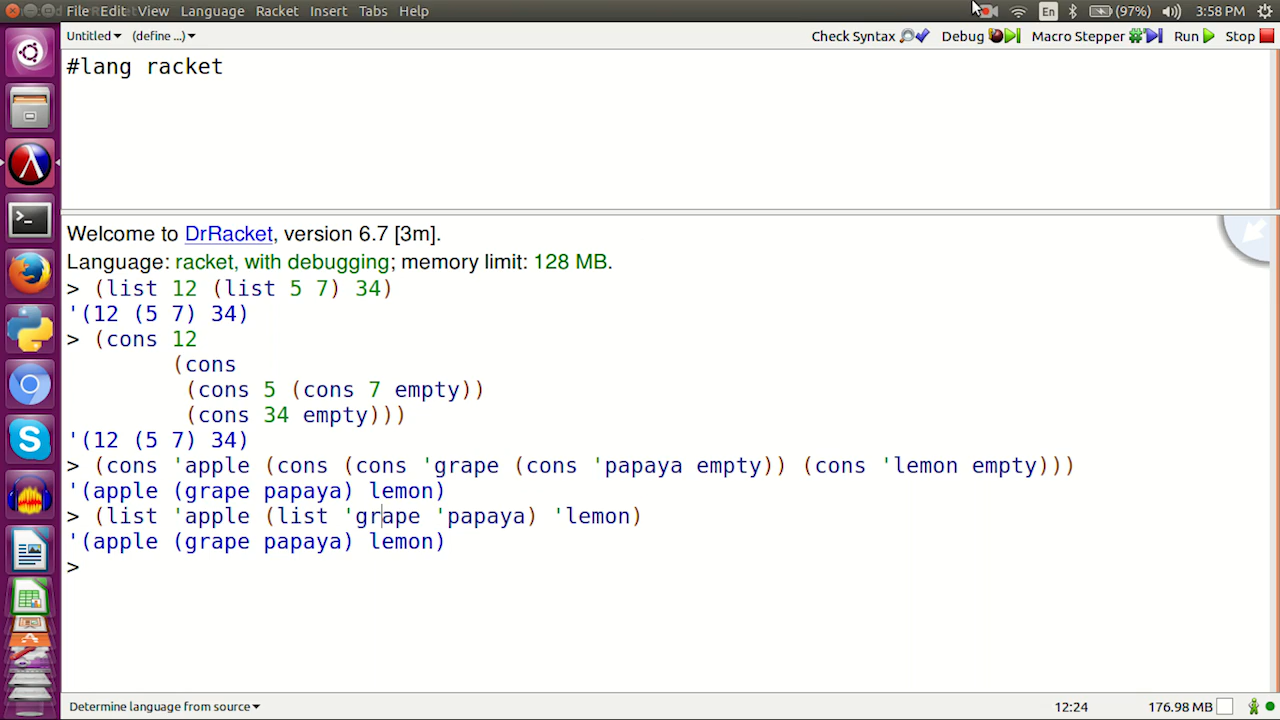 File Edit View Language Racket Insert Tabs Help
En (97%) 3:58 PM
Untitled (define ...)
Check Syntax Debug Macro Stepper Run Stop
#lang racket
Welcome to DrRacket, version 6.7 [3m].
Language: racket, with debugging; memory limit: 128 MB.
> (list 12 (list 5 7) 34)
'(12 (5 7) 34)
> (cons 12
(cons
(cons 5 (cons 7 empty))
(cons 34 empty)))
'(12 (5 7) 34)
> (cons 'apple (cons (cons 'grape (cons 'papaya empty)) (cons 'lemon empty)))
'(apple (grape papaya) lemon)
> (list 'apple (list 'grape 'papaya) 'lemon)
'(apple (grape papaya) lemon)
>
Determine language from source
12:24
176.98 MB